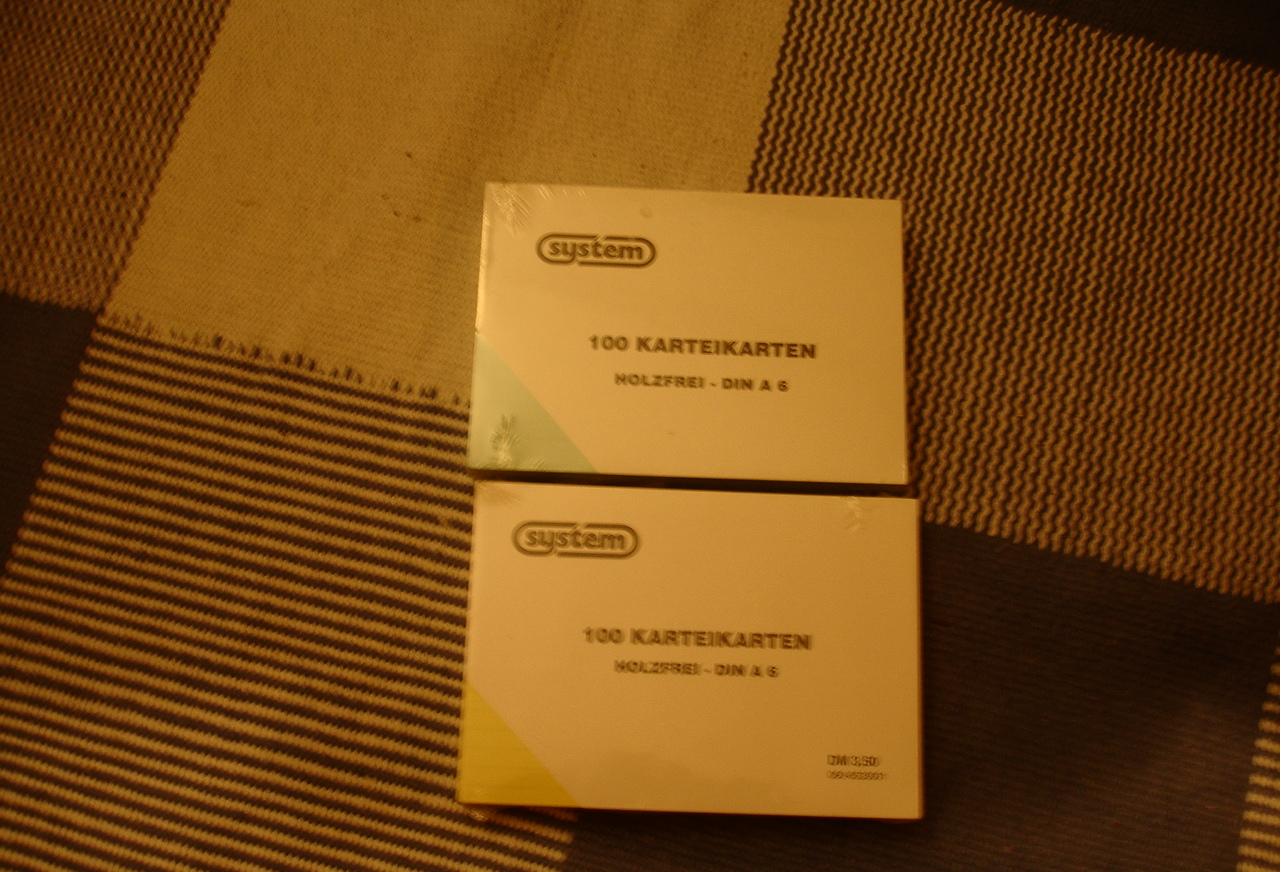 system
100 KARTEIKARTEN
HOLZFREI - DIN A 6
system
100 KARTEIKARTEN
HOLZFREI - DIN A 6
DM 3,50